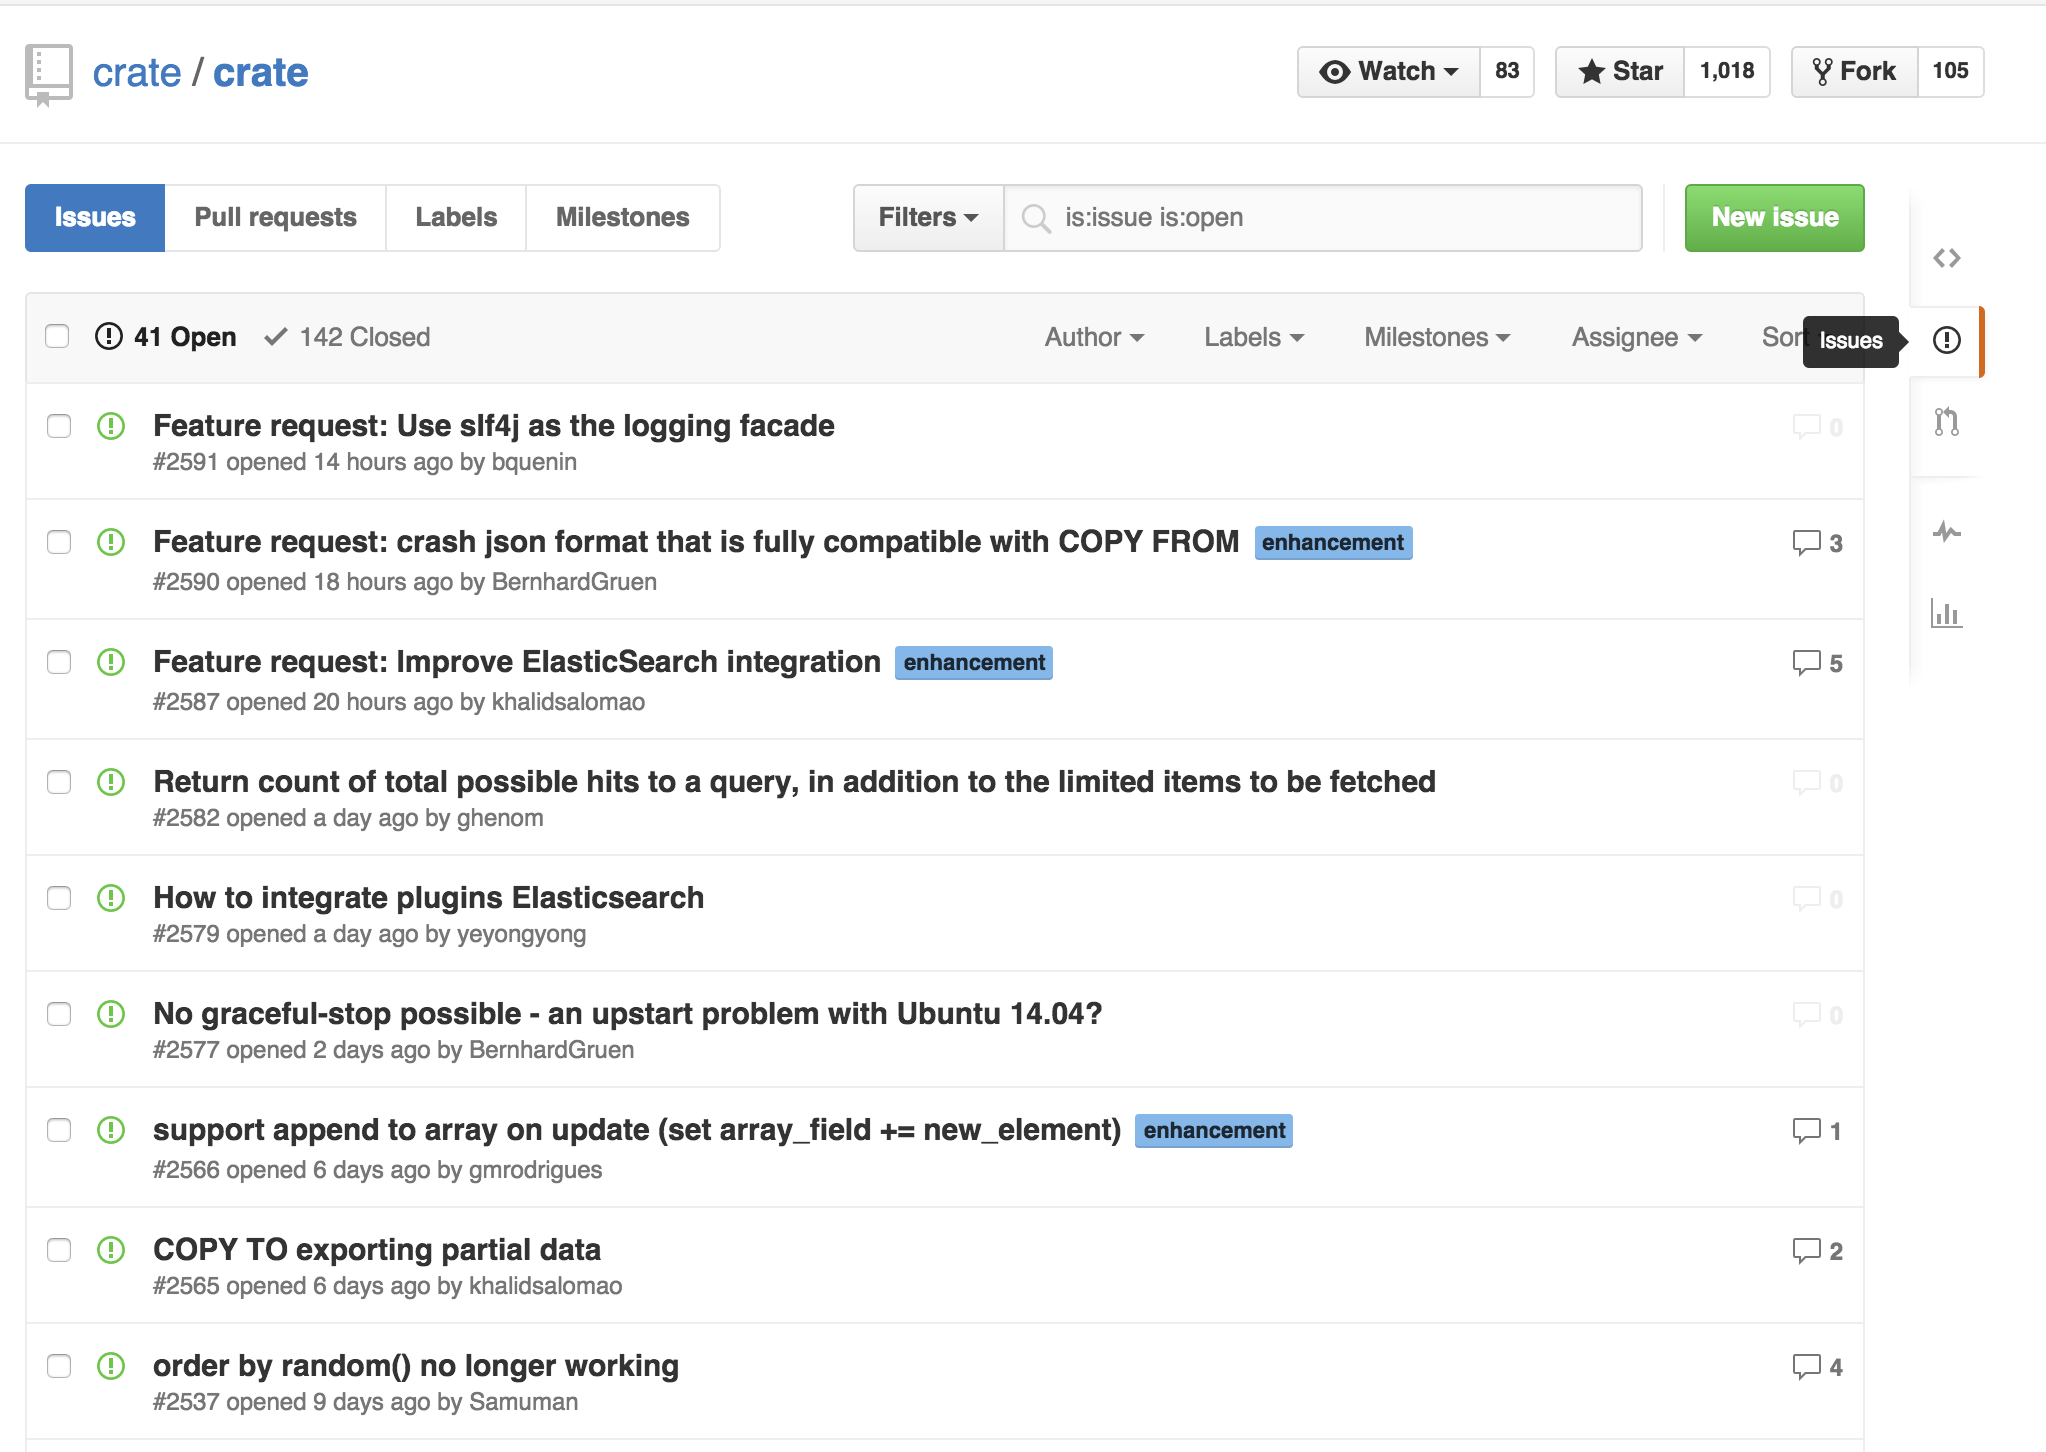 crate / crate
Watch 83 Star 1,018 Fork 105
Issues Pull requests Labels Milestones Filters is:issue is:open New issue
41 Open 142 Closed Author Labels Milestones Assignee Sort Issues
Feature request: Use slf4j as the logging facade 0
#2591 opened 14 hours ago by bquenin
Feature request: crash json format that is fully compatible with COPY FROM enhancement 3
#2590 opened 18 hours ago by BernhardGruen
Feature request: Improve ElasticSearch integration enhancement 5
#2587 opened 20 hours ago by khalidsalomao
Return count of total possible hits to a query, in addition to the limited items to be fetched 0
#2582 opened a day ago by ghenom
How to integrate plugins Elasticsearch 0
#2579 opened a day ago by yeyongyong
No graceful-stop possible - an upstart problem with Ubuntu 14.04? 0
#2577 opened 2 days ago by BernhardGruen
support append to array on update (set array_field += new_element) enhancement 1
#2566 opened 6 days ago by gmrodrigues
COPY TO exporting partial data 2
#2565 opened 6 days ago by khalidsalomao
order by random() no longer working 4
#2537 opened 9 days ago by Samuman